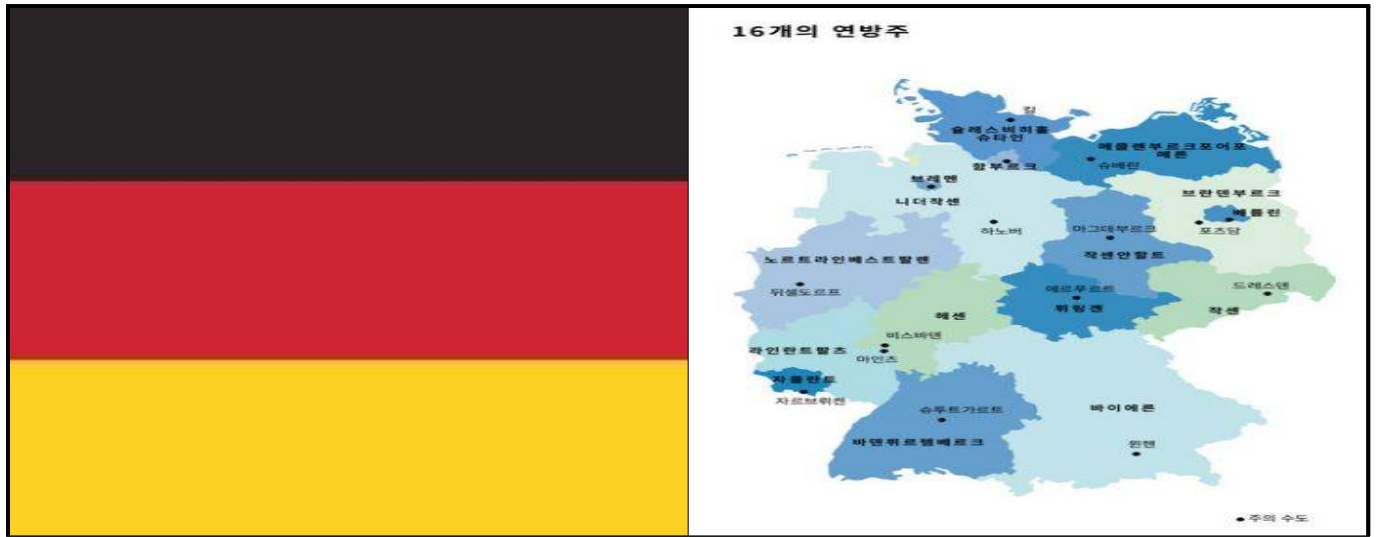 16개의 연방주
킬
슐레스비히홀
슈타인
메클렌부르크포어포
메른
함부르크
슈베린
브레멘
브란덴부르크
니더작센
베를린
하노버
마그데부르크
포츠담
노르트라인베스트팔렌
작센안할트
뒤셀도르프
에르푸르트
드레스덴
헤센
튀링겐
작센
비스바덴
라인란트팔츠
마인츠
자를란트
자르브뤼켄
슈투트가르트
바이에른
바덴뷔르템베르크
뮌헨
주의 수도